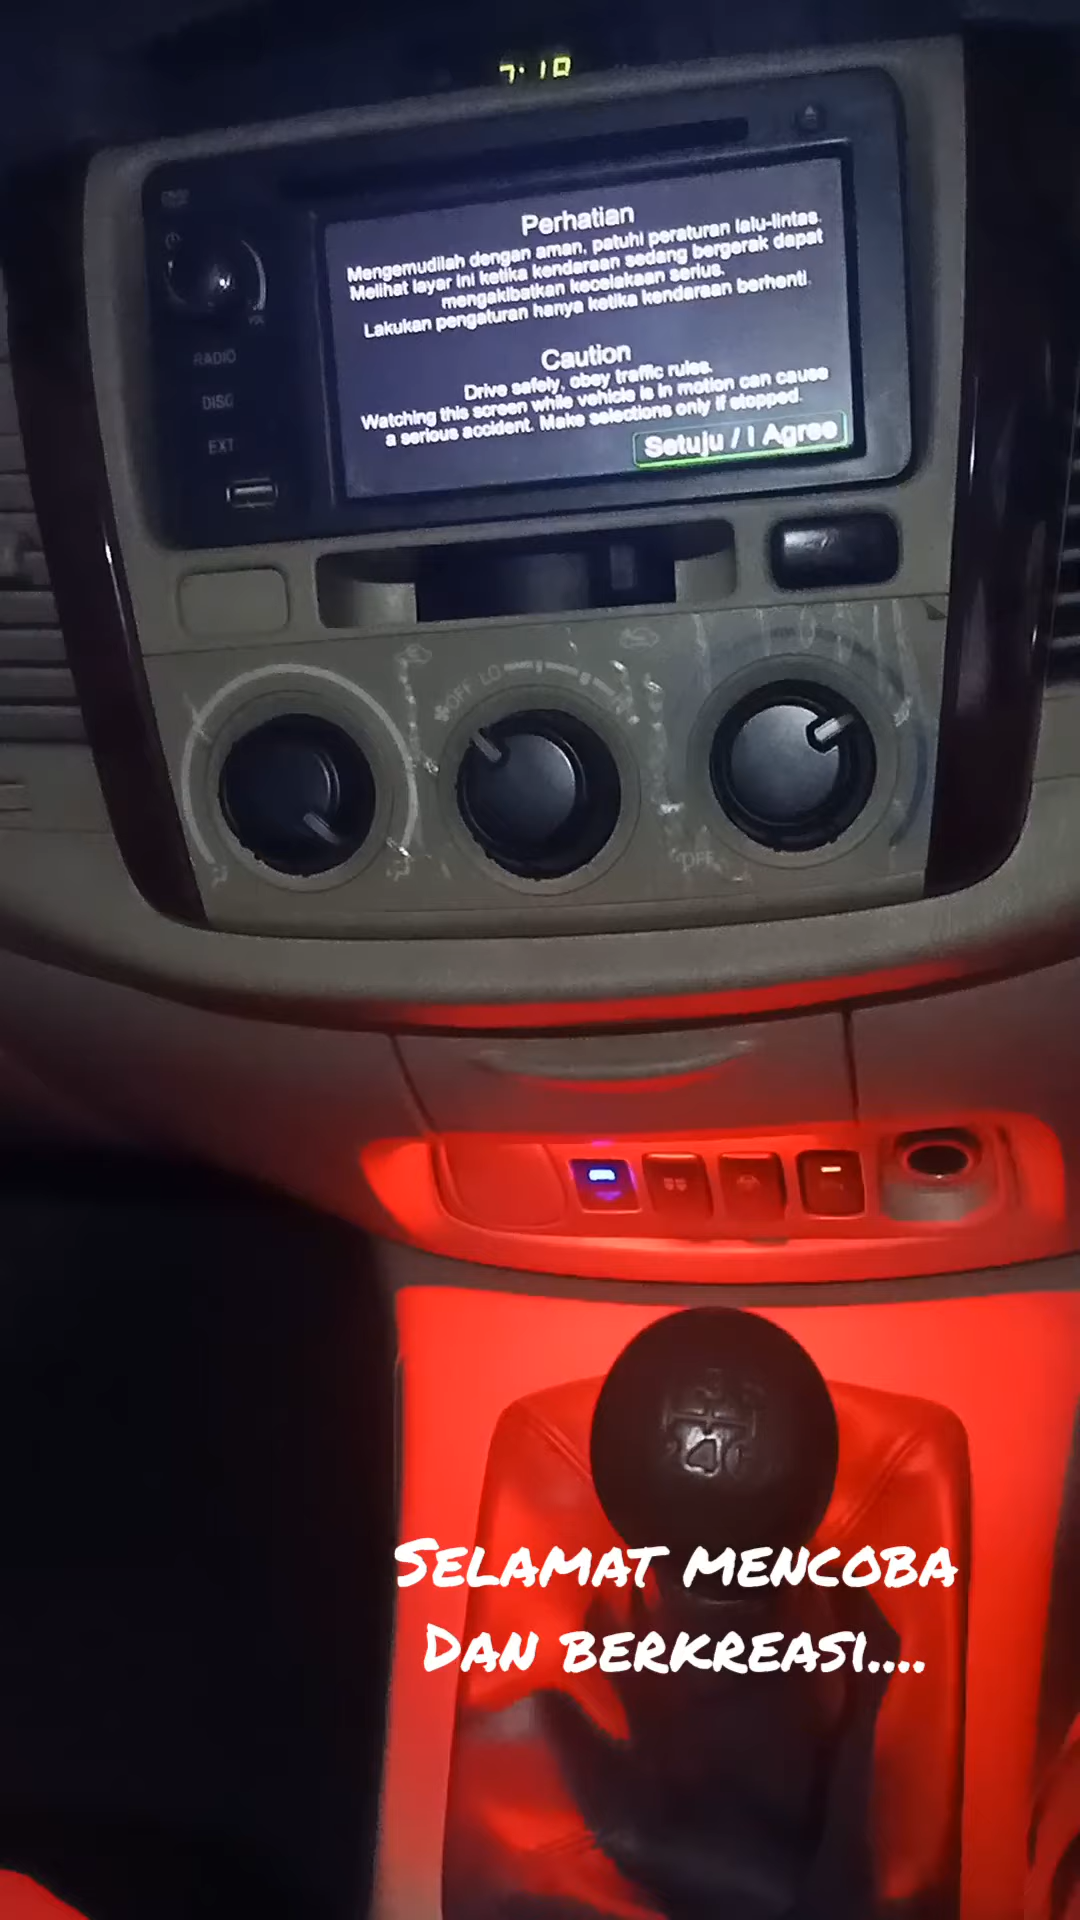 7:18
Perhatian
Mengemudilah dengan aman, patuhi peraturan lalu-lintas.
Melihat layar ini ketika kendaraan sedang bergerak dapat
mengakibatkan kecelakaan serius.
Lakukan pengaturan hanya ketika kendaraan berhenti.
Caution
Drive safely, obey traffic rules.
Watching this screen while vehicle is in motion can cause
a serious accident. Make selections only if stopped.
Setuju / I Agree
VOL
RADIO
DISC
EXT
OFF LO
OFF
4
SELAMAT MENCOBA
DAN BERKREASI....